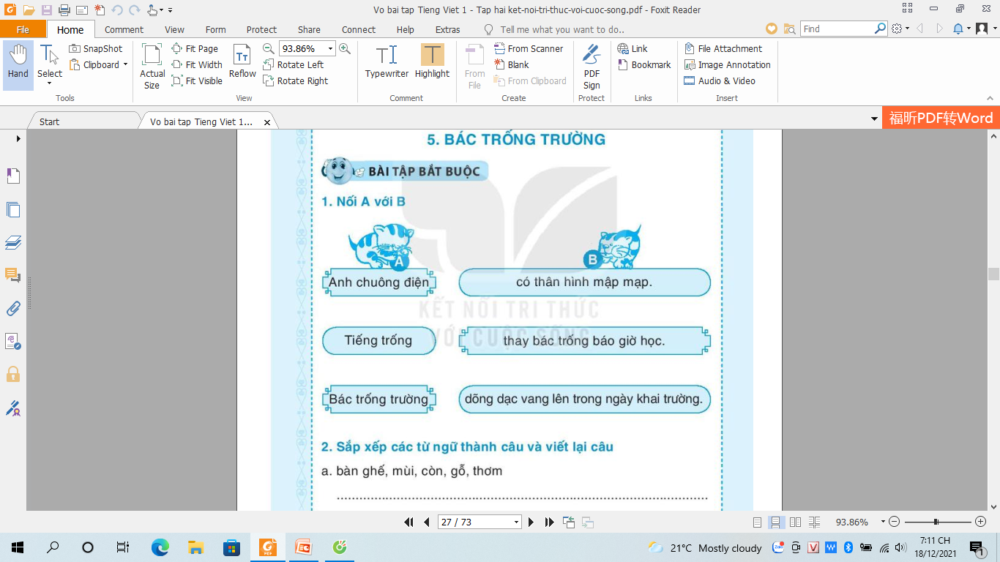 Vo bai tap Tieng Viet 1 - Tap hai ket-noi-tri-thuc-voi-cuoc-song.pdf - Foxit Reader
File Home Comment View Form Protect Share Connect Help Extras Tell me what you want to do.. Find
Hand
Select
SnapShot
Clipboard
Tools
Actual Size
Fit Page
Fit Width
Fit Visible
Reflow
93.86%
Rotate Left
Rotate Right
View
Typewriter
Highlight
Comment
From File
From Scanner
Blank
From Clipboard
Create
PDF Sign
Protect
Link
Bookmark
Links
File Attachment
Image Annotation
Audio & Video
Insert
Start
Vo bai tap Tieng Viet 1...
福昕PDF转Word
5. BÁC TRỐNG TRƯỜNG
BÀI TẬP BẮT BUỘC
1. Nối A với B
A
B
Anh chuông điện
có thân hình mập mạp.
KẾT NỐI TRI THỨC
VỚI CUỘC SỐNG
Tiếng trống
thay bác trống báo giờ học.
Bác trống trường
dõng dạc vang lên trong ngày khai trường.
2. Sắp xếp các từ ngữ thành câu và viết lại câu
a. bàn ghế, mùi, còn, gỗ, thơm
27 / 73
93.86%
21°C Mostly cloudy
7:11 CH
18/12/2021
1